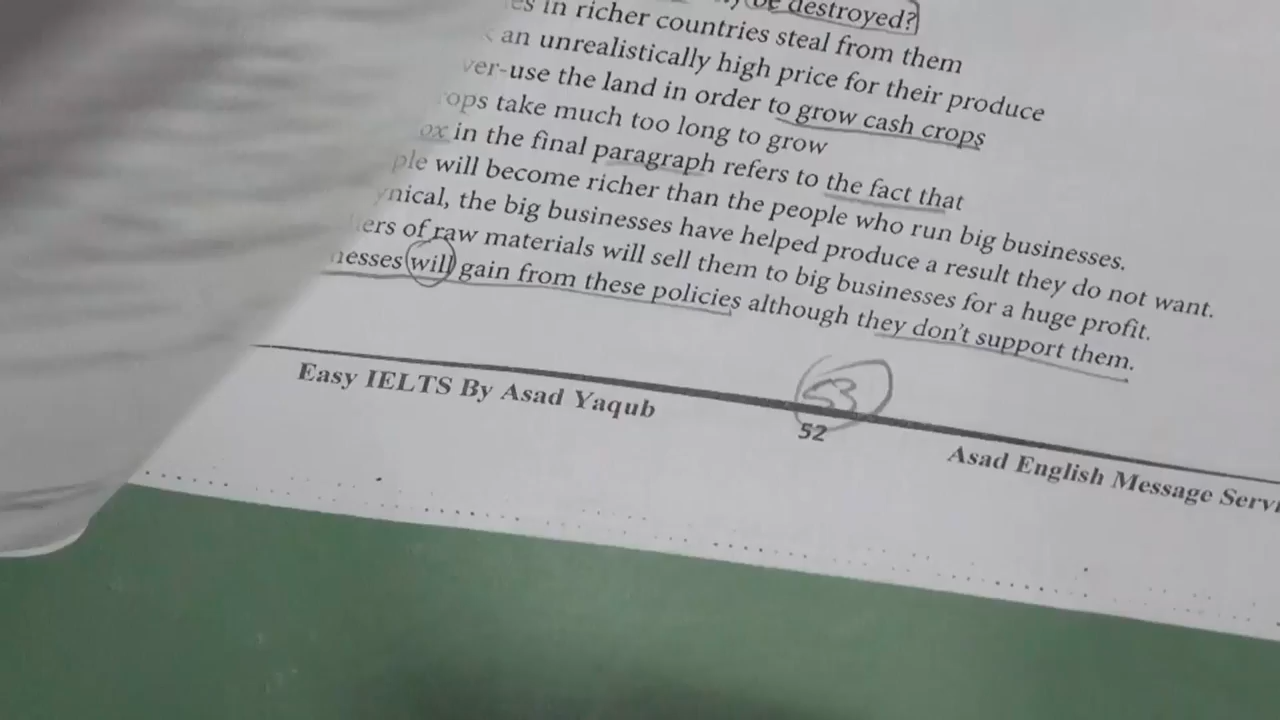 be destroyed?
in richer countries steal from them
an unrealistically high price for their produce
ver-use the land in order to grow cash crops
ops take much too long to grow
ox in the final paragraph refers to the fact that
ple will become richer than the people who run big businesses.
nical, the big businesses have helped produce a result they do not want.
ers of raw materials will sell them to big businesses for a huge profit.
nesses will gain from these policies although they don't support them.
53
Easy IELTS By Asad Yaqub
52
Asad English Message Servi